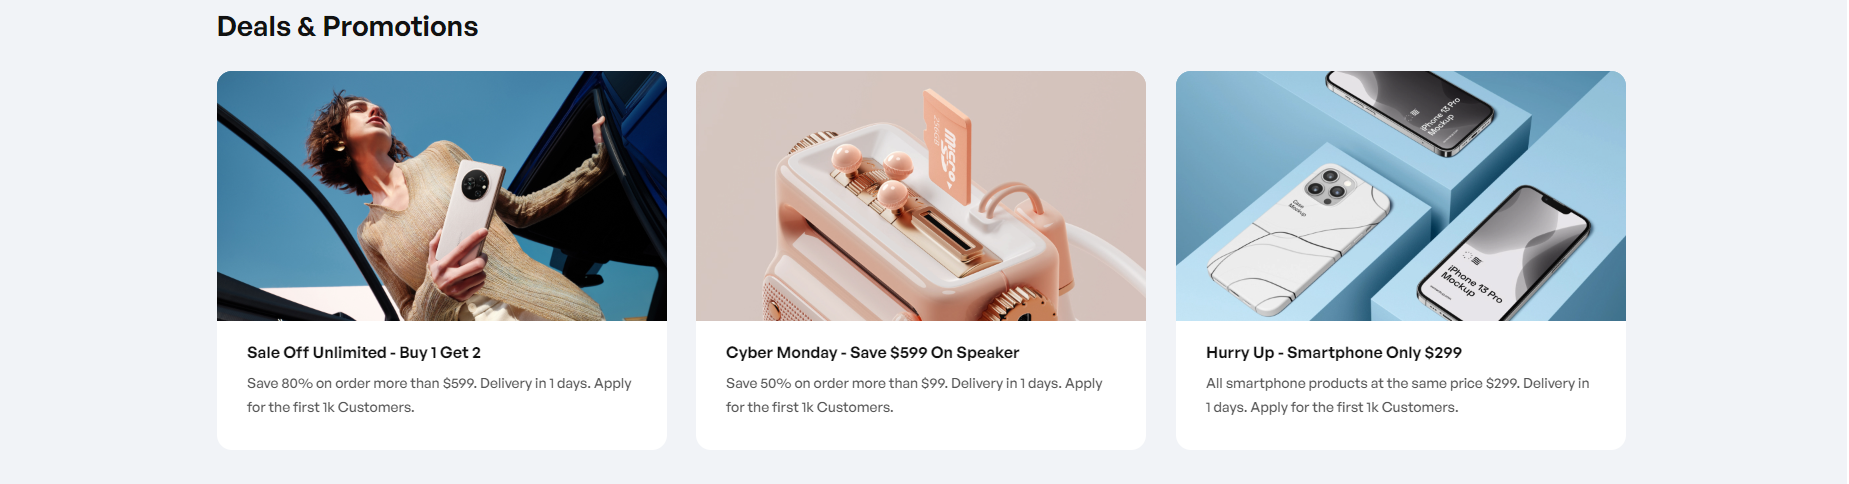 Deals & Promotions
micro
iPhone 13 Pro
Mockup
Case
Mockup
iPhone 13 Pro
Mockup
Sale Off Unlimited - Buy 1 Get 2
Save 80% on order more than $599. Delivery in 1 days. Apply
for the first 1k Customers.
Cyber Monday - Save $599 On Speaker
Save 50% on order more than $99. Delivery in 1 days. Apply
for the first 1k Customers.
Hurry Up - Smartphone Only $299
All smartphone products at the same price $299. Delivery in
1 days. Apply for the first 1k Customers.